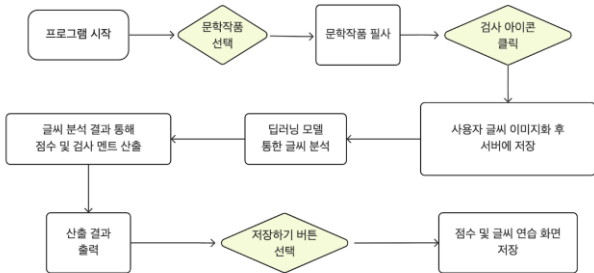 프로그램 시작
문학작품
선택
문학작품 필사
검사 아이콘
클릭
사용자 글씨 이미지화 후
서버에 저장
딥러닝 모델
통한 글씨 분석
글씨 분석 결과 통해
점수 및 검사 멘트 산출
산출 결과
출력
저장하기 버튼
선택
점수 및 글씨 연습 화면
저장